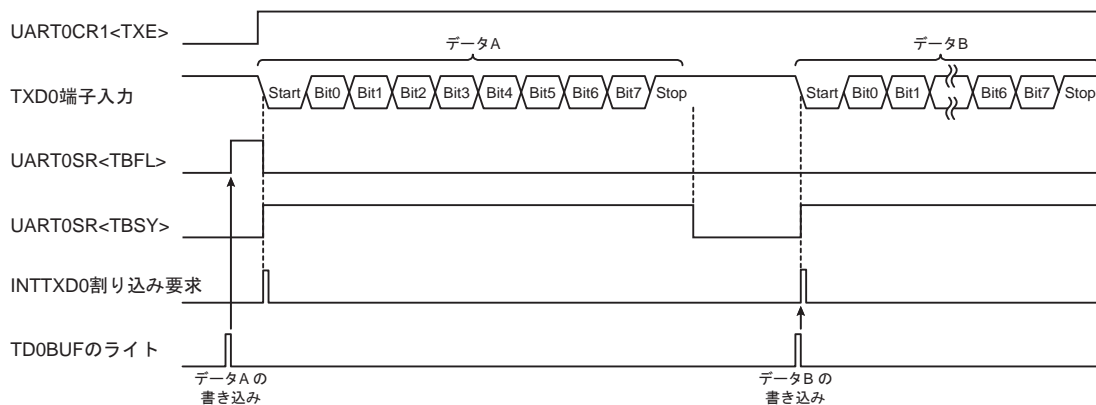 UART0CR1<TXE>
データA
データB
TXD0端子入力
Start Bit0 Bit1 Bit2 Bit3 Bit4 Bit5 Bit6 Bit7 Stop
Start Bit0 Bit1 Bit6 Bit7 Stop
UART0SR<TBFL>
UART0SR<TBSY>
INTTXD0割り込み要求
TD0BUFのライト
データA の
書き込み
データB の
書き込み